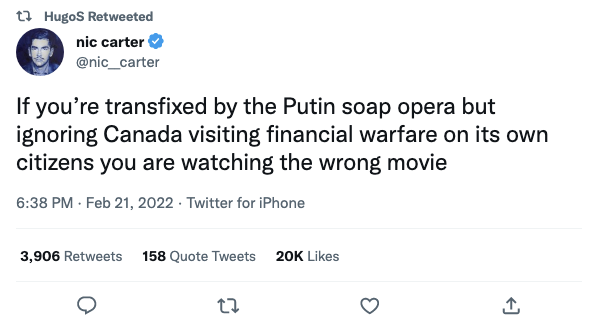 HugoS Retweeted
nic carter
@nic__carter
If you’re transfixed by the Putin soap opera but
ignoring Canada visiting financial warfare on its own
citizens you are watching the wrong movie
6:38 PM · Feb 21, 2022 · Twitter for iPhone
3,906 Retweets 158 Quote Tweets 20K Likes